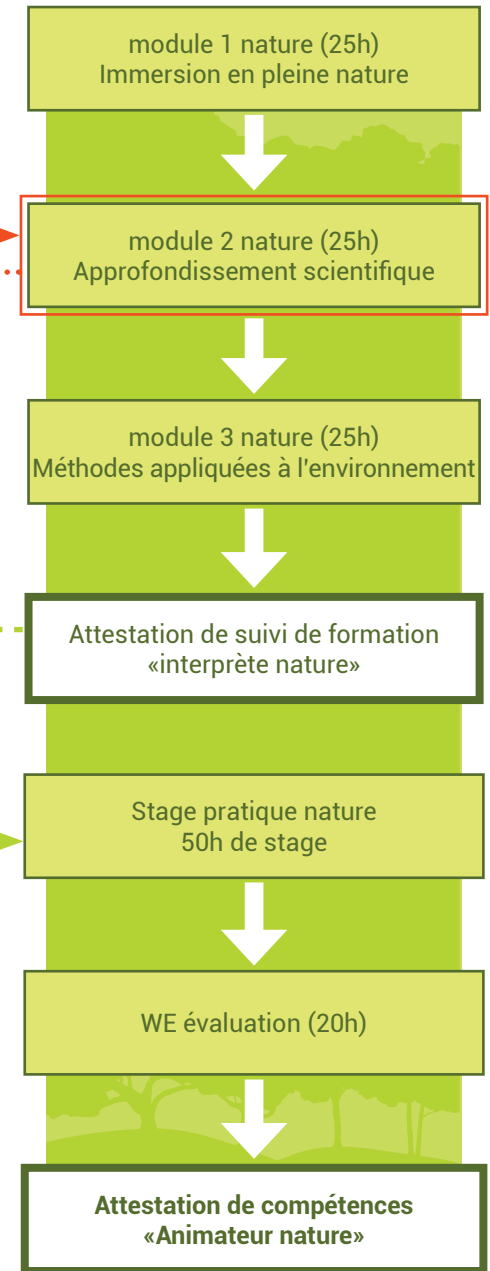 module 1 nature (25h)
Immersion en pleine nature
module 2 nature (25h)
Approfondissement scientifique
module 3 nature (25h)
Méthodes appliquées à l'environnement
Attestation de suivi de formation
«interprète nature»
Stage pratique nature
50h de stage
WE évaluation (20h)
Attestation de compétences
«Animateur nature»